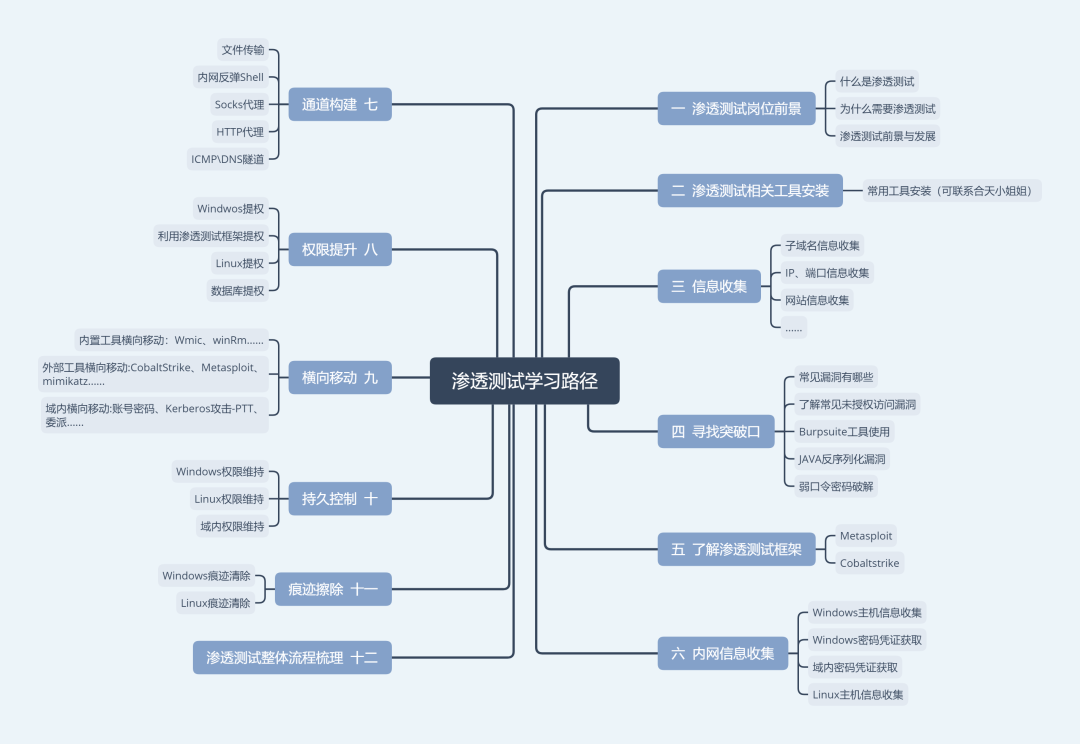 渗透测试学习路径
一 渗透测试岗位前景
什么是渗透测试
为什么需要渗透测试
渗透测试前景与发展
二 渗透测试相关工具安装
常用工具安装（可联系合天小姐姐）
三 信息收集
子域名信息收集
IP、端口信息收集
网站信息收集
……
四 寻找突破口
常见漏洞有哪些
了解常见未授权访问漏洞
Burpsuite工具使用
JAVA反序列化漏洞
弱口令密码破解
五 了解渗透测试框架
Metasploit
Cobaltstrike
六 内网信息收集
Windows主机信息收集
Windows密码凭证获取
域内密码凭证获取
Linux主机信息收集
通道构建 七
文件传输
内网反弹Shell
Socks代理
HTTP代理
ICMP\DNS隧道
权限提升 八
Windwos提权
利用渗透测试框架提权
Linux提权
数据库提权
横向移动 九
内置工具横向移动：Wmic、winRm……
外部工具横向移动:CobaltStrike、Metasploit、
mimikatz……
域内横向移动:账号密码、Kerberos攻击-PTT、
委派……
持久控制 十
Windows权限维持
Linux权限维持
域内权限维持
痕迹擦除 十一
Windows痕迹清除
Linux痕迹清除
渗透测试整体流程梳理 十二